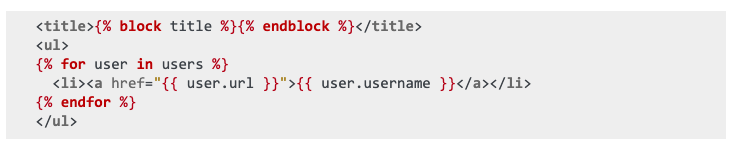 <title>{% block title %}{% endblock %}</title>
<ul>
{% for user in users %}
  <li><a href="{{ user.url }}">{{ user.username }}</a></li>
{% endfor %}
</ul>